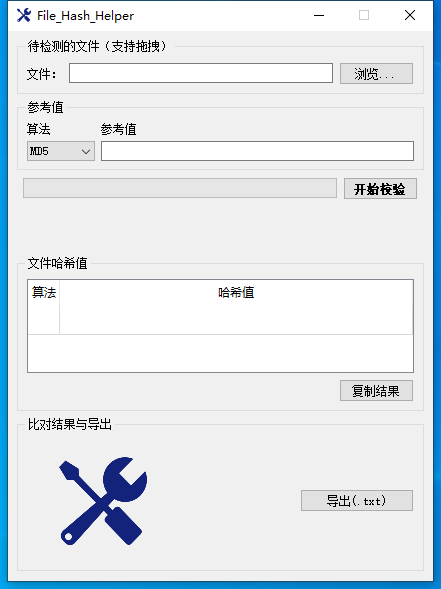 File_Hash_Helper
待检测的文件（支持拖拽）
文件： 浏览...
参考值
算法 参考值
MD5
开始校验
文件哈希值
算法 哈希值
复制结果
比对结果与导出
导出(.txt)